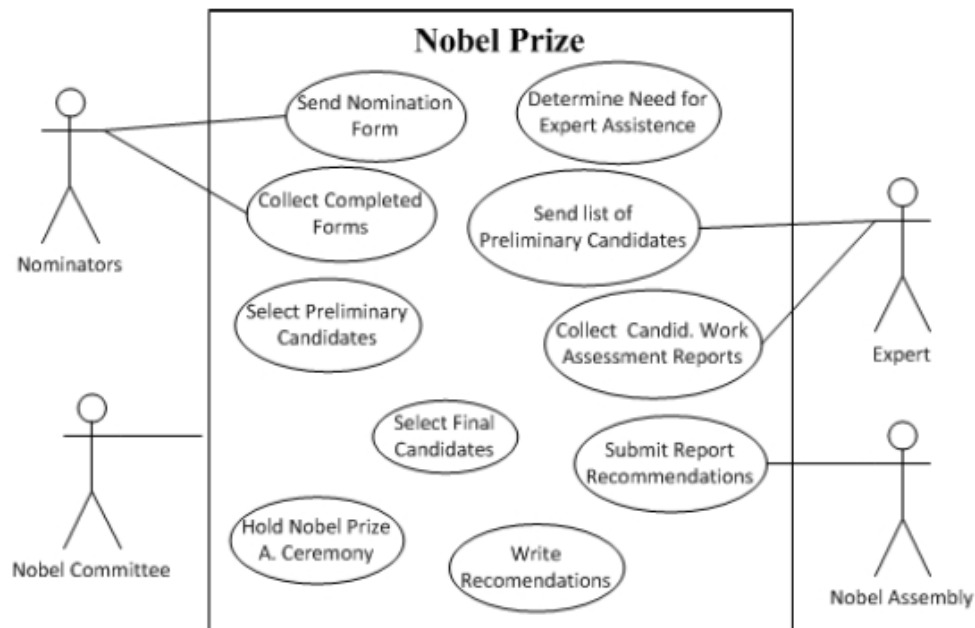 Nobel Prize
Send Nomination
Form
Determine Need for
Expert Assistence
Collect Completed
Forms
Send list of
Preliminary Candidates
Nominators
Select Preliminary
Candidates
Collect Candid. Work
Assessment Reports
Expert
Select Final
Candidates
Submit Report
Recommendations
Hold Nobel Prize
A. Ceremony
Write
Recomendations
Nobel Committee
Nobel Assembly